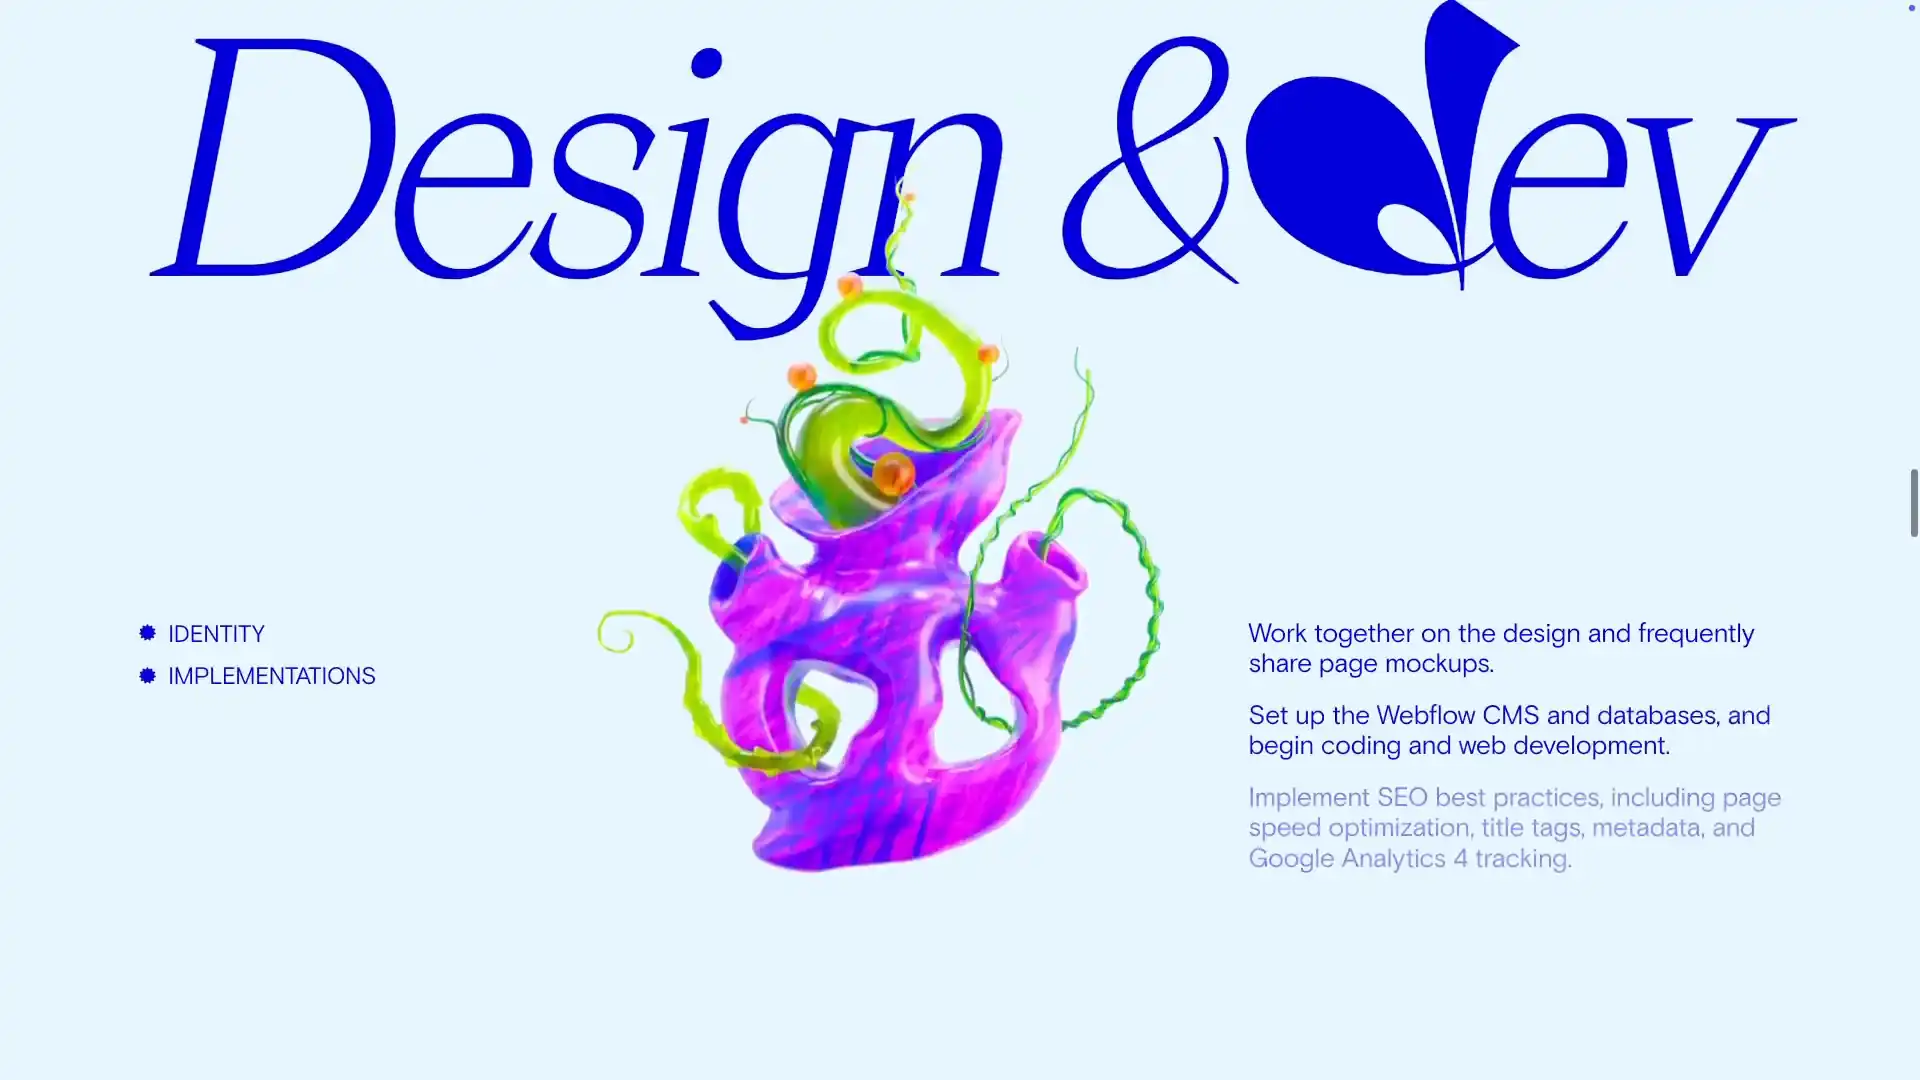 Design & dev
IDENTITY
IMPLEMENTATIONS
Work together on the design and frequently
share page mockups.
Set up the Webflow CMS and databases, and
begin coding and web development.
Implement SEO best practices, including page
speed optimization, title tags, metadata, and
Google Analytics 4 tracking.